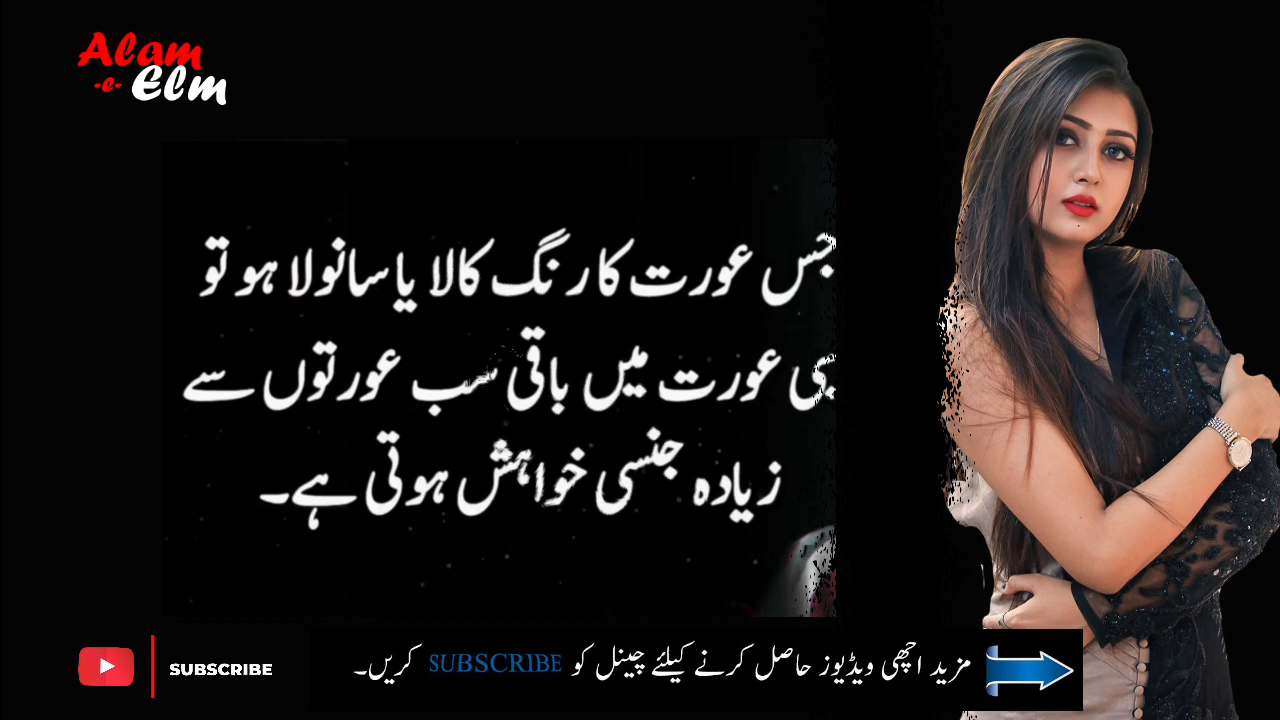 Alam
-e- Elm
جس عورت کا رنگ کالا یا سانولا ہو تو
عورت میں باقی سب عورتوں سے
زیادہ جنسی خواہش ہوتی ہے۔
SUBSCRIBE
مزید اچھی ویڈیوز حاصل کرنے کیلئے چینل کو SUBSCRIBE کریں۔